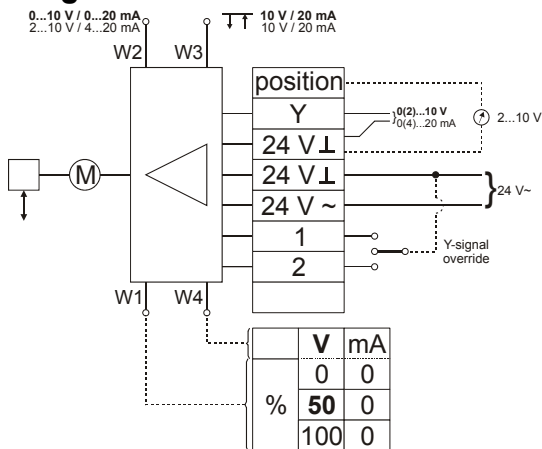 0...10 V / 0...20 mA
2...10 V / 4...20 mA
10 V / 20 mA
10 V / 20 mA
W2
W3
position
Y
0(2)...10 V
0(4)...20 mA
2...10 V
24 V ⊥
24 V ⊥
24 V ~
24 V~
M
1
2
Y-signal
override
W1
W4
V mA
0 0
% 50 0
100 0